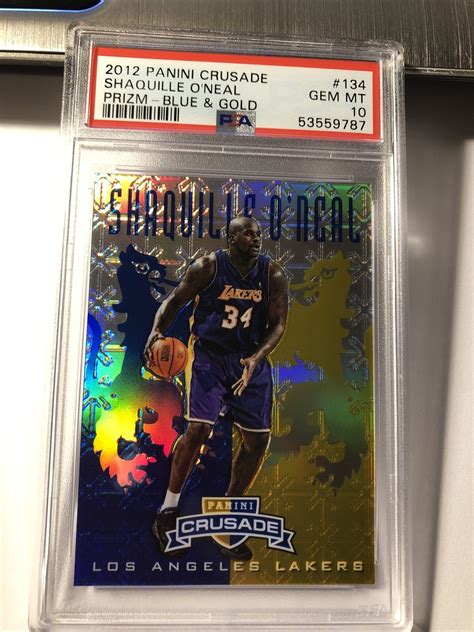 2012 PANINI CRUSADE #134
SHAQUILLE O'NEAL GEM MT
PRIZM - BLUE & GOLD 10
PSA 53559787
SHAQUILLE O'NEAL
LAKERS
34
PANINI
CRUSADE
LOS ANGELES LAKERS